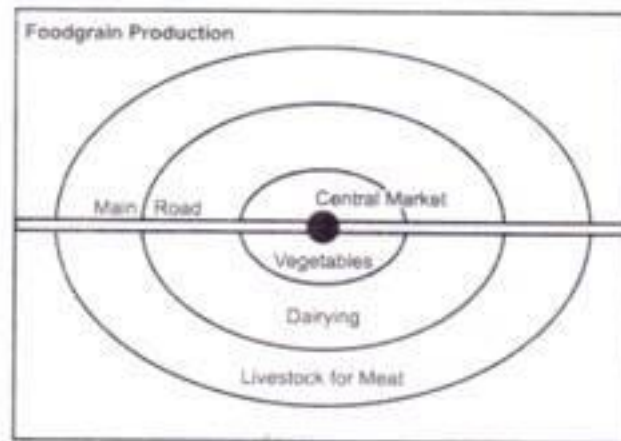 Foodgrain Production
Central Market
Main Road
Vegetables
Dairying
Livestock for Meat